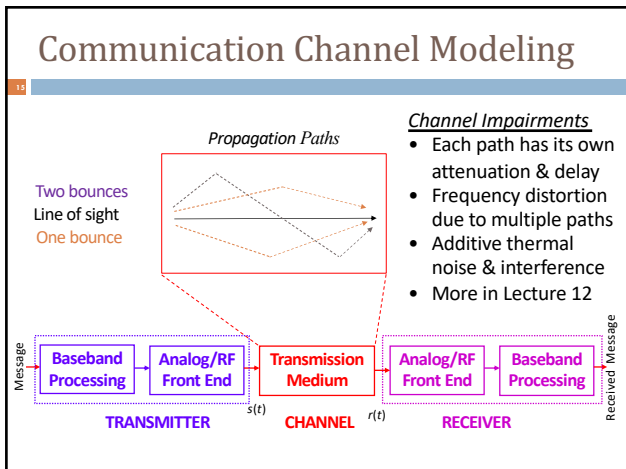 Communication Channel Modeling
13
Propagation Paths
Two bounces
Line of sight
One bounce
Channel Impairments
• Each path has its own
attenuation & delay
• Frequency distortion
due to multiple paths
• Additive thermal
noise & interference
• More in Lecture 12
Message
Baseband
Processing
Analog/RF
Front End
Transmission
Medium
Analog/RF
Front End
Baseband
Processing
Received Message
TRANSMITTER
s(t)
CHANNEL
r(t)
RECEIVER